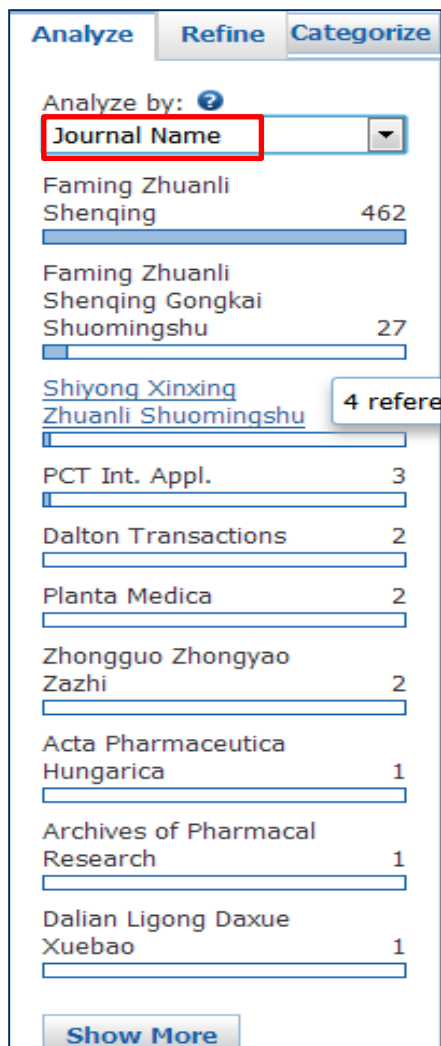 Analyze Refine Categorize
Analyze by: ?
Journal Name
Faming Zhuanli
Shenqing 462
Faming Zhuanli
Shenqing Gongkai
Shuomingshu 27
Shiyong Xinxing
Zhuanli Shuomingshu 4 refere
PCT Int. Appl. 3
Dalton Transactions 2
Planta Medica 2
Zhongguo Zhongyao
Zazhi 2
Acta Pharmaceutica
Hungarica 1
Archives of Pharmacal
Research 1
Dalian Ligong Daxue
Xuebao 1
Show More